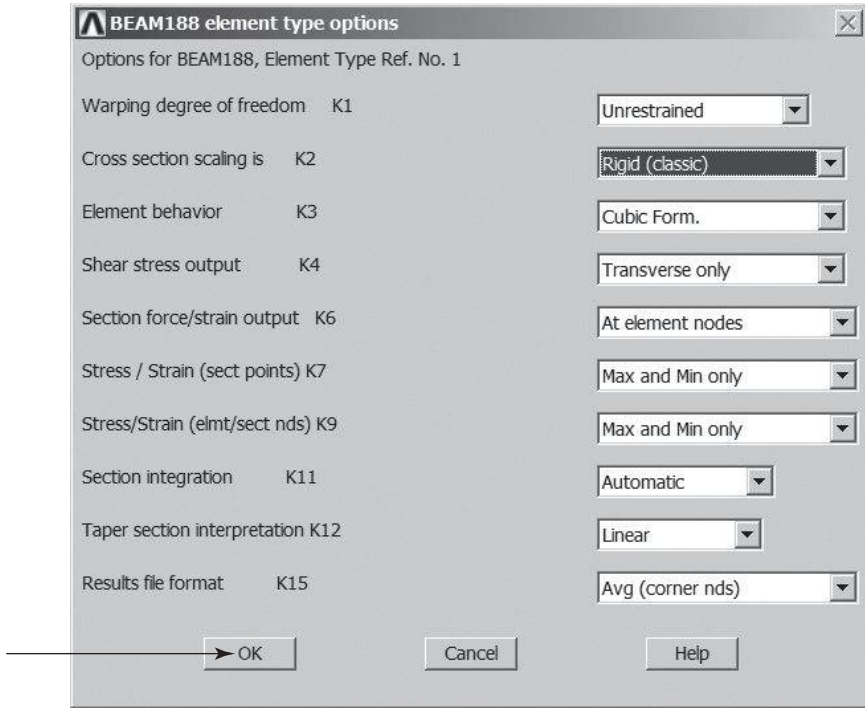 BEAM188 element type options
Options for BEAM188, Element Type Ref. No. 1
Warping degree of freedom K1 Unrestrained
Cross section scaling is K2 Rigid (classic)
Element behavior K3 Cubic Form.
Shear stress output K4 Transverse only
Section force/strain output K6 At element nodes
Stress / Strain (sect points) K7 Max and Min only
Stress/Strain (elmt/sect nds) K9 Max and Min only
Section integration K11 Automatic
Taper section interpretation K12 Linear
Results file format K15 Avg (corner nds)
OK Cancel Help